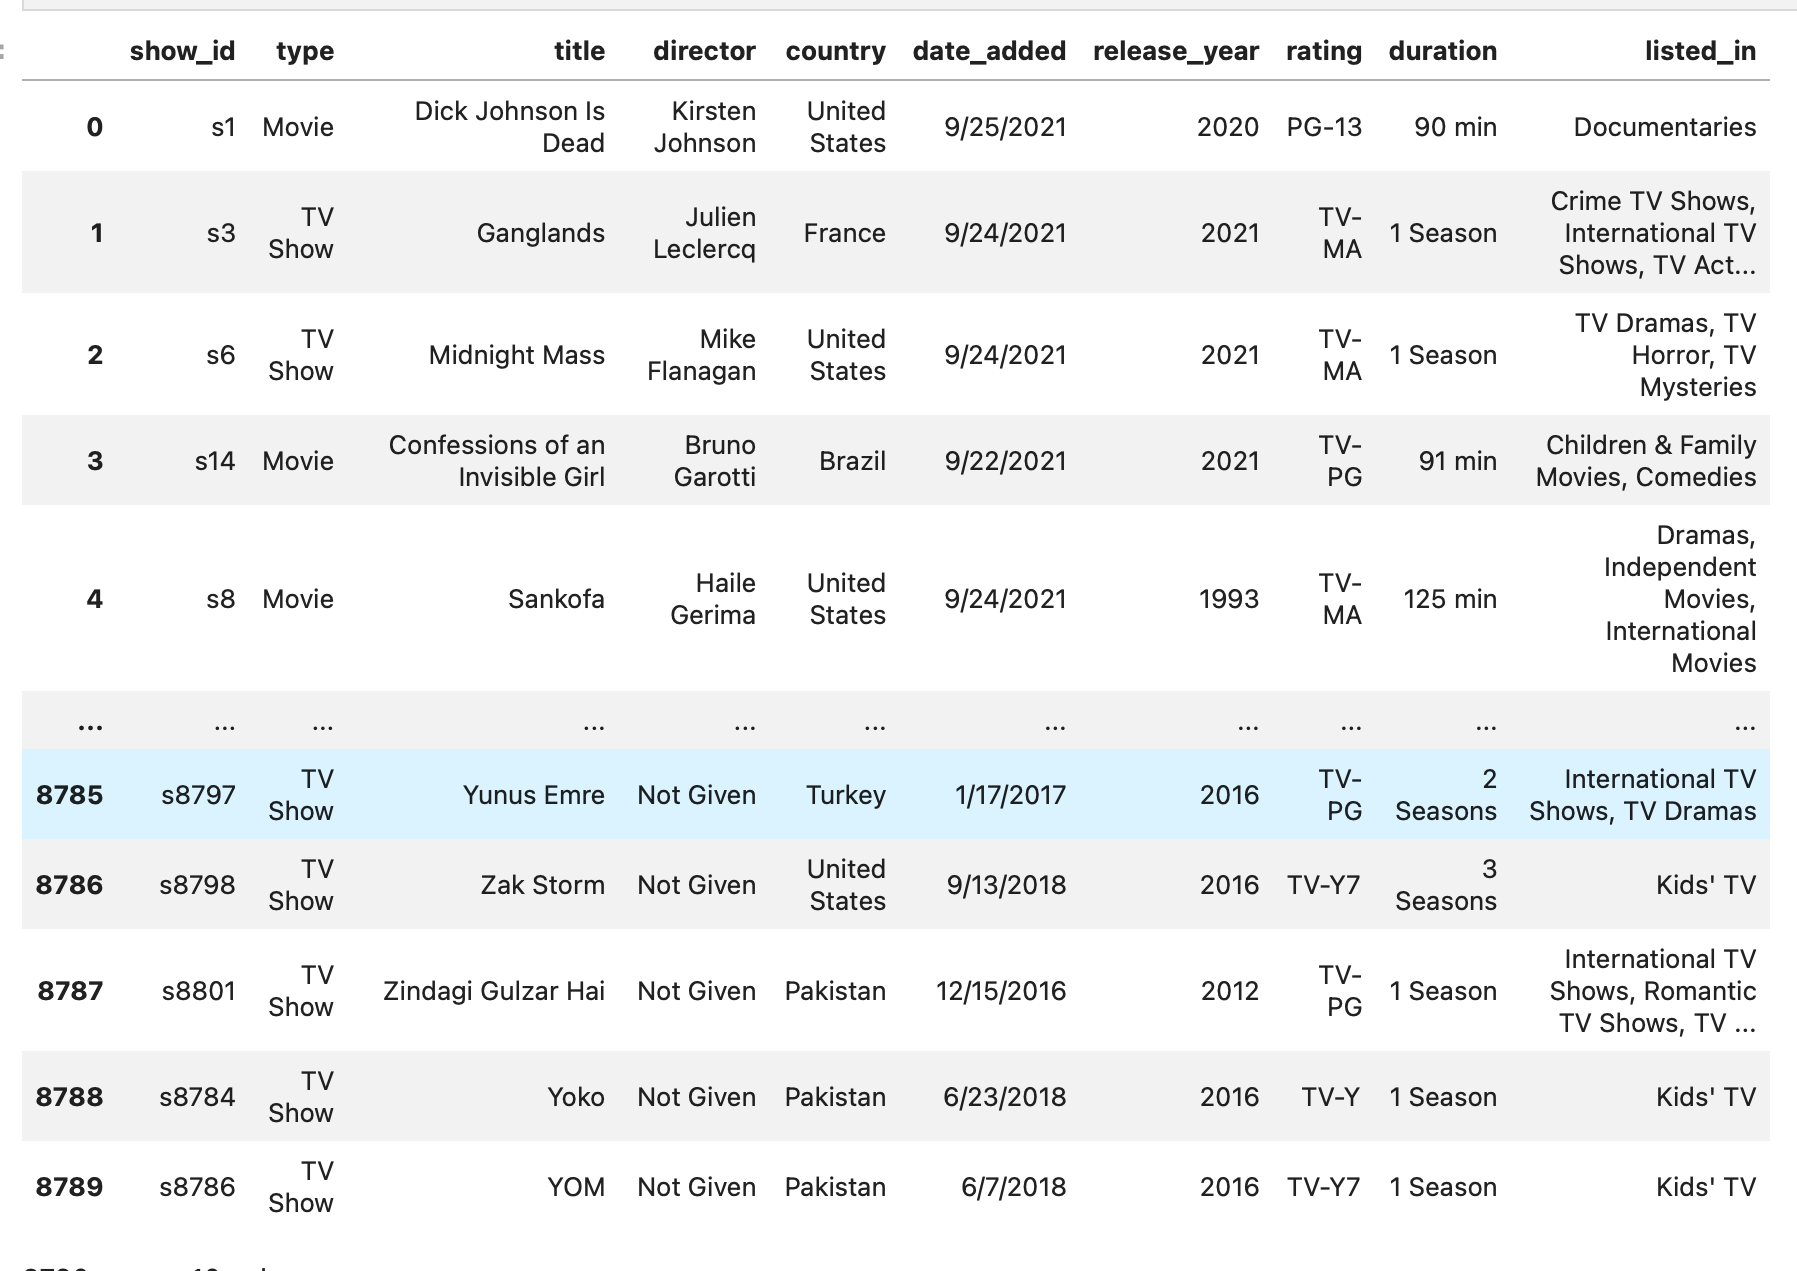 show_id type title director country date_added release_year rating duration listed_in
0 s1 Movie Dick Johnson Is Dead Kirsten Johnson United States 9/25/2021 2020 PG-13 90 min Documentaries
1 s3 TV Show Ganglands Julien Leclercq France 9/24/2021 2021 TV-MA 1 Season Crime TV Shows, International TV Shows, TV Act...
2 s6 TV Show Midnight Mass Mike Flanagan United States 9/24/2021 2021 TV-MA 1 Season TV Dramas, TV Horror, TV Mysteries
3 s14 Movie Confessions of an Invisible Girl Bruno Garotti Brazil 9/22/2021 2021 TV-PG 91 min Children & Family Movies, Comedies
4 s8 Movie Sankofa Haile Gerima United States 9/24/2021 1993 TV-MA 125 min Dramas, Independent Movies, International Movies
... ... ... ... ... ... ... ... ... ... ...
8785 s8797 TV Show Yunus Emre Not Given Turkey 1/17/2017 2016 TV-PG 2 Seasons International TV Shows, TV Dramas
8786 s8798 TV Show Zak Storm Not Given United States 9/13/2018 2016 TV-Y7 3 Seasons Kids' TV
8787 s8801 TV Show Zindagi Gulzar Hai Not Given Pakistan 12/15/2016 2012 TV-PG 1 Season International TV Shows, Romantic TV Shows, TV ...
8788 s8784 TV Show Yoko Not Given Pakistan 6/23/2018 2016 TV-Y 1 Season Kids' TV
8789 s8786 TV Show YOM Not Given Pakistan 6/7/2018 2016 TV-Y7 1 Season Kids' TV